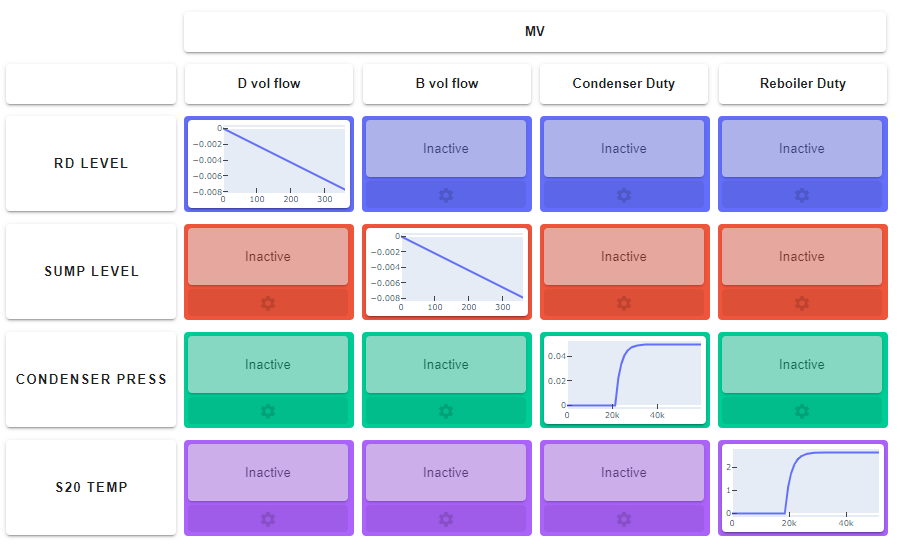 MV
D vol flow
B vol flow
Condenser Duty
Reboiler Duty
RD LEVEL
0
−0.002
−0.004
−0.006
−0.008
0
100
200
300
Inactive
Inactive
Inactive
SUMP LEVEL
Inactive
0
−0.002
−0.004
−0.006
−0.008
0
100
200
300
Inactive
Inactive
CONDENSER PRESS
Inactive
Inactive
0.04
0.02
0
0
20k
40k
Inactive
S20 TEMP
Inactive
Inactive
Inactive
2
1
0
0
20k
40k